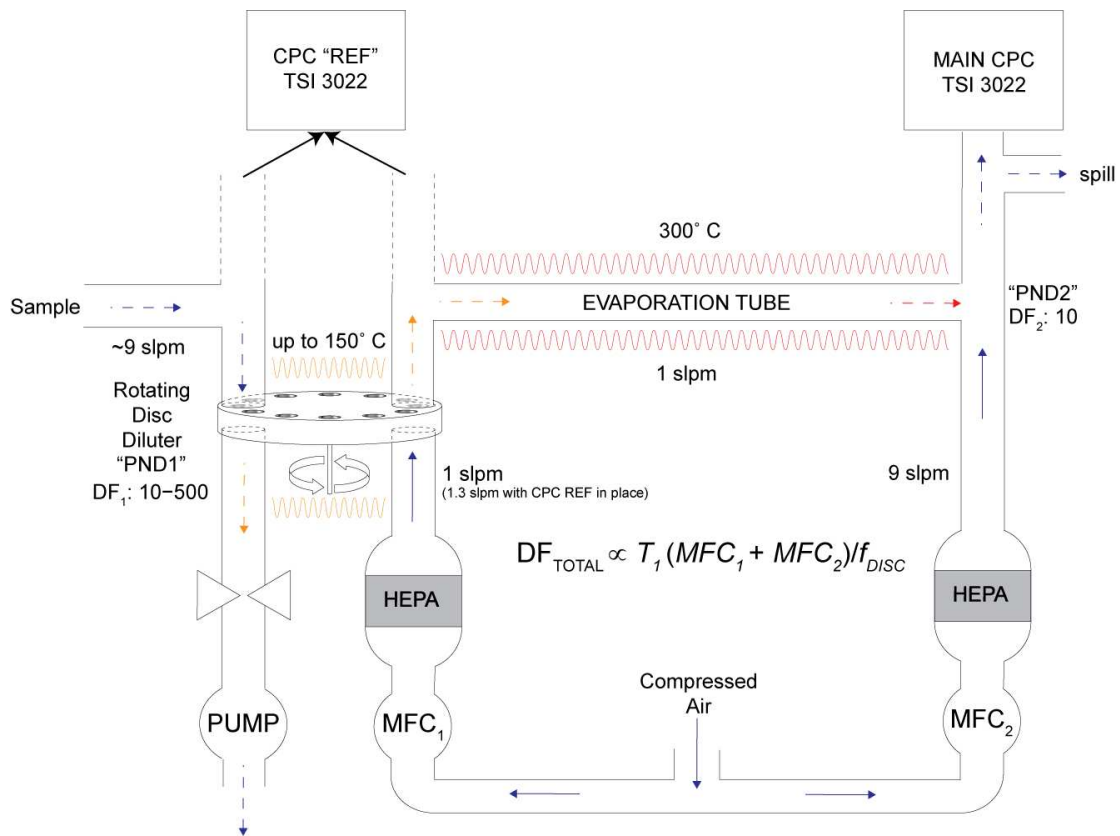 CPC “REF”
TSI 3022
MAIN CPC
TSI 3022
spill
300˚ C
Sample
EVAPORATION TUBE
“PND2”
DF₂: 10
~9 slpm
up to 150˚ C
1 slpm
Rotating
Disc
Diluter
“PND1”
DF₁: 10−500
1 slpm
(1.3 slpm with CPC REF in place)
9 slpm
DF_TOTAL ∝ T₁ (MFC₁ + MFC₂)/f_DISC
HEPA
HEPA
Compressed
Air
PUMP
MFC₁
MFC₂